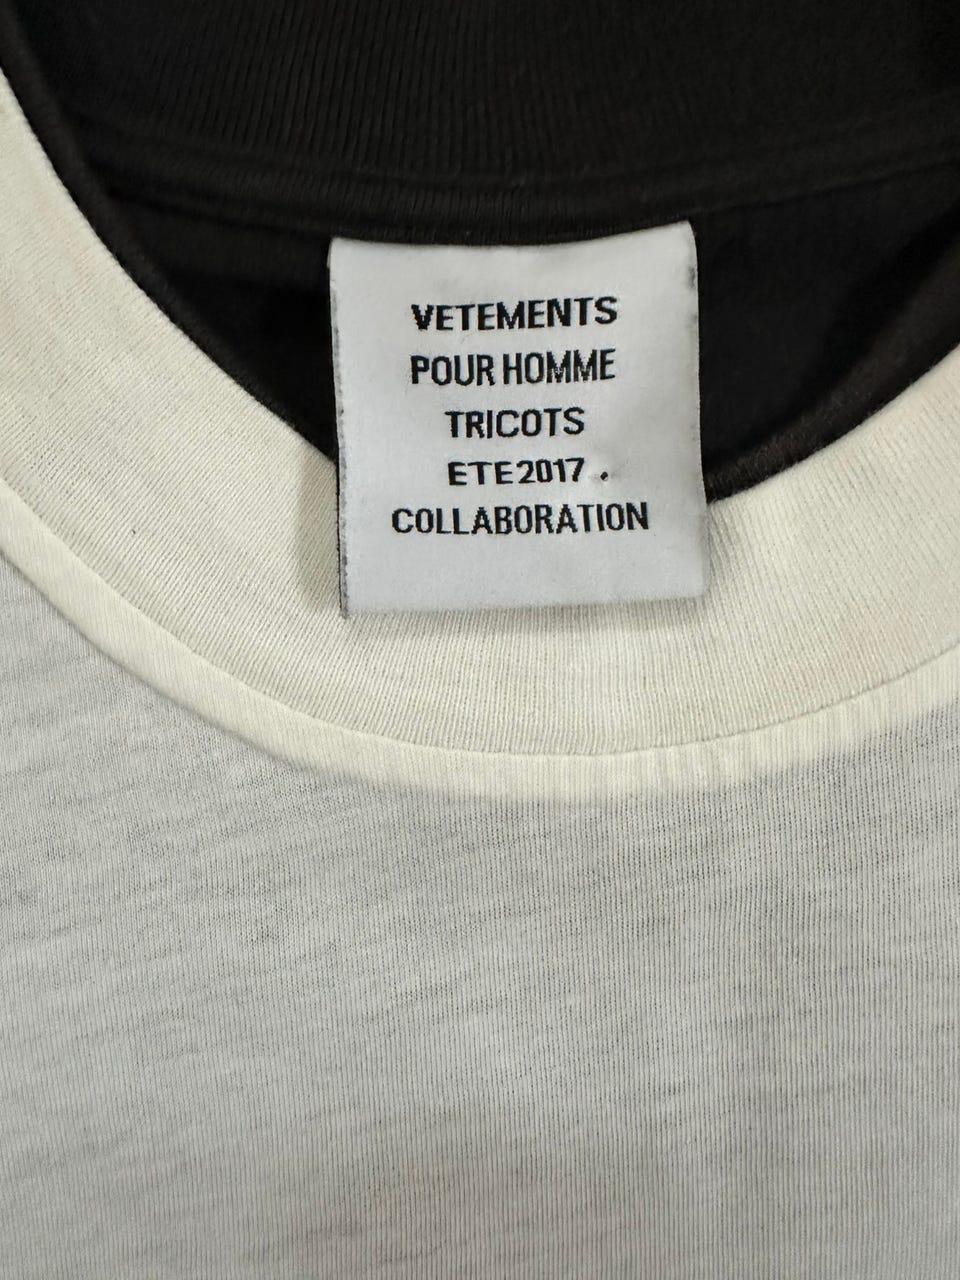 VETEMENTS
POUR HOMME
TRICOTS
ETE2017 .
COLLABORATION